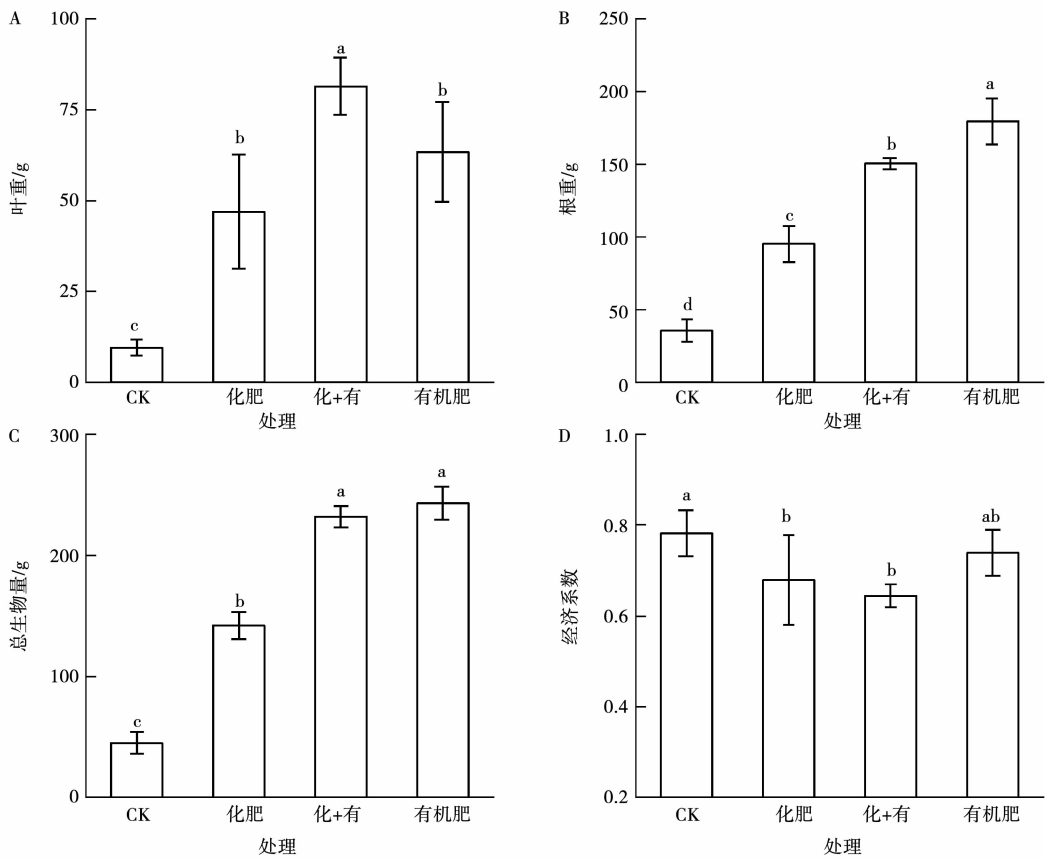 A
100
75
50
25
0
叶重/g
c
b
a
b
CK
化肥
化+有
有机肥
处理
B
250
200
150
100
50
0
根重/g
d
c
b
a
CK
化肥
化+有
有机肥
处理
C
300
200
100
0
总生物量/g
c
b
a
a
CK
化肥
化+有
有机肥
处理
D
1.0
0.8
0.6
0.4
0.2
经济系数
a
b
b
ab
CK
化肥
化+有
有机肥
处理